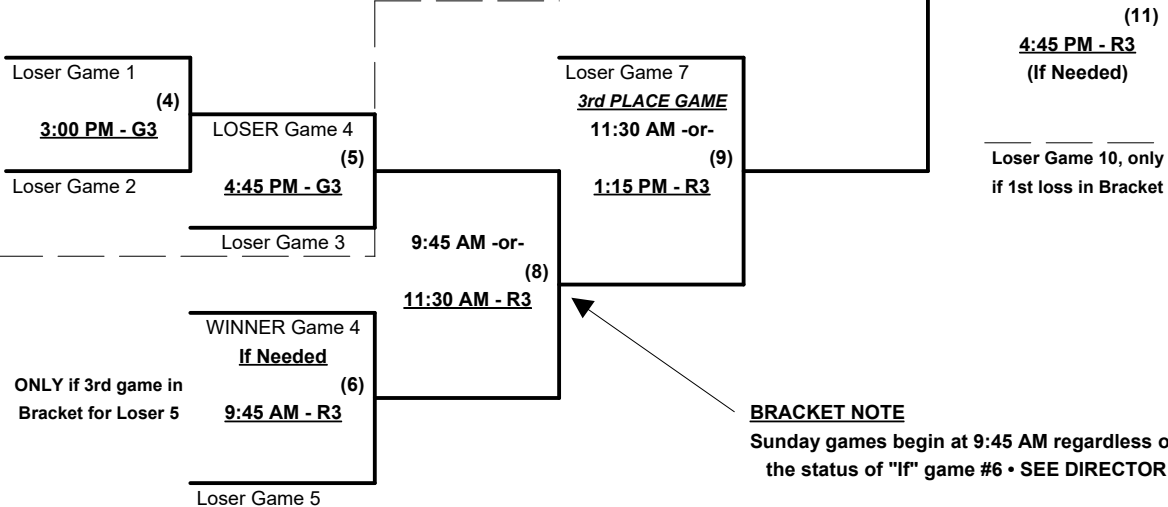 Loser Game 1
(4)
3:00 PM - G3
Loser Game 2
LOSER Game 4
(5)
4:45 PM - G3
Loser Game 3
WINNER Game 4
If Needed
(6)
9:45 AM - R3
Loser Game 5
ONLY if 3rd game in
Bracket for Loser 5
9:45 AM -or-
(8)
11:30 AM - R3
Loser Game 7
3rd PLACE GAME
11:30 AM -or-
(9)
1:15 PM - R3
(11)
4:45 PM - R3
(If Needed)
Loser Game 10, only
if 1st loss in Bracket
BRACKET NOTE
Sunday games begin at 9:45 AM regardless
the status of "If" game #6 • SEE DIRECTOR